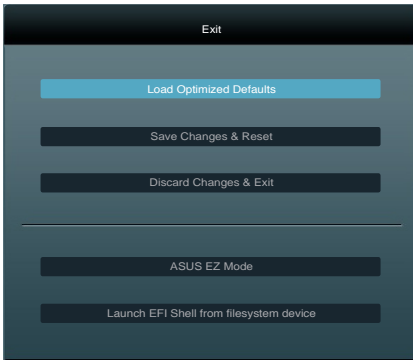 Exit
Load Optimized Defaults
Save Changes & Reset
Discard Changes & Exit
ASUS EZ Mode
Launch EFI Shell from filesystem device